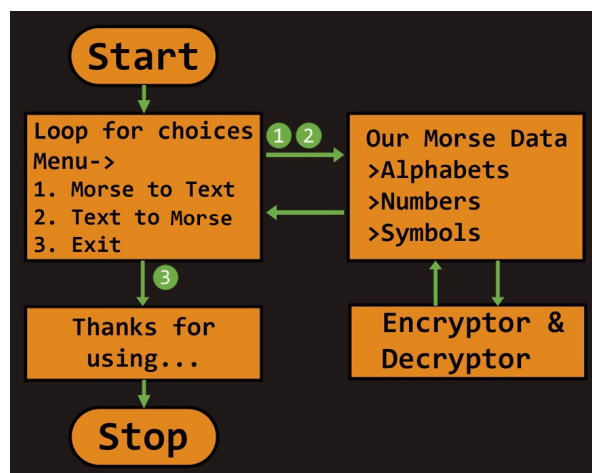 Start
Loop for choices
Menu->
1. Morse to Text
2. Text to Morse
3. Exit
1 2
Our Morse Data
>Alphabets
>Numbers
>Symbols
3
Thanks for
using...
Encryptor &
Decryptor
Stop